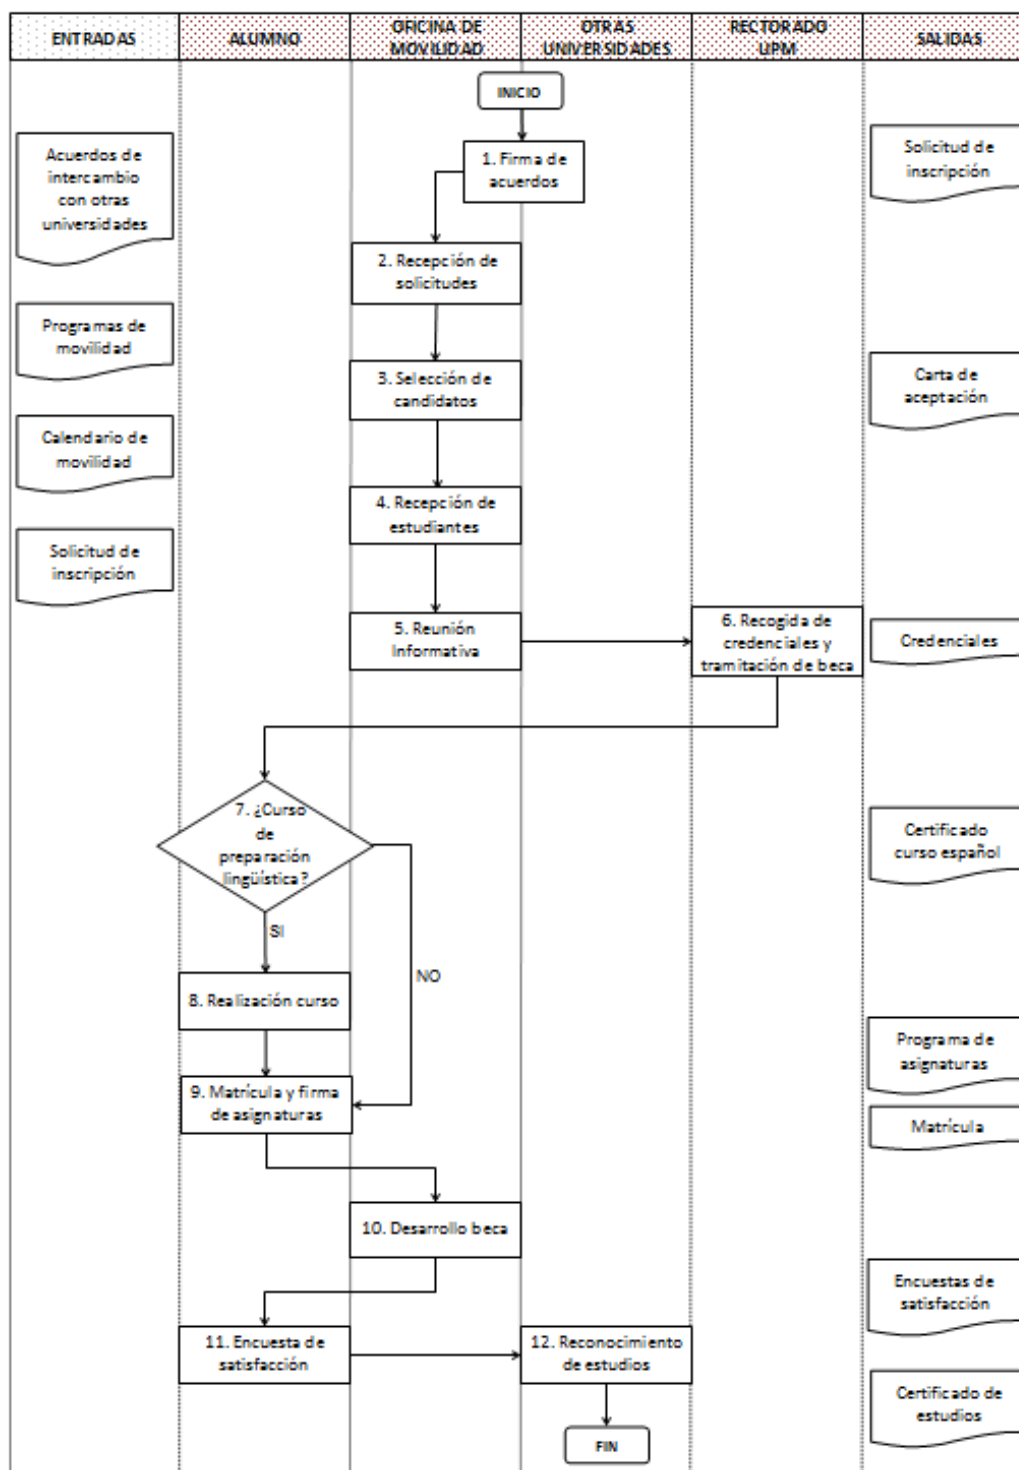 ENTRADAS
ALUMNO
OFICINA DE
MOVILIDAD
OTRAS
UNIVERSIDADES
RECTORADO
UPM
SALIDAS
INICIO
1. Firma de
acuerdos
Acuerdos de
intercambio
con otras
universidades
Solicitud de
inscripción
2. Recepción de
solicitudes
Programas de
movilidad
3. Selección de
candidatos
Carta de
aceptación
Calendario de
movilidad
4. Recepción de
estudiantes
Solicitud de
inscripción
5. Reunión
Informativa
6. Recogida de
credenciales y
tramitación de beca
Credenciales
7. ¿Curso
de
preparación
lingüística?
Certificado
curso español
SI
NO
8. Realización curso
Programa de
asignaturas
9. Matrícula y firma
de asignaturas
Matrícula
10. Desarrollo beca
Encuestas de
satisfacción
11. Encuesta de
satisfacción
12. Reconocimiento
de estudios
Certificado de
estudios
FIN